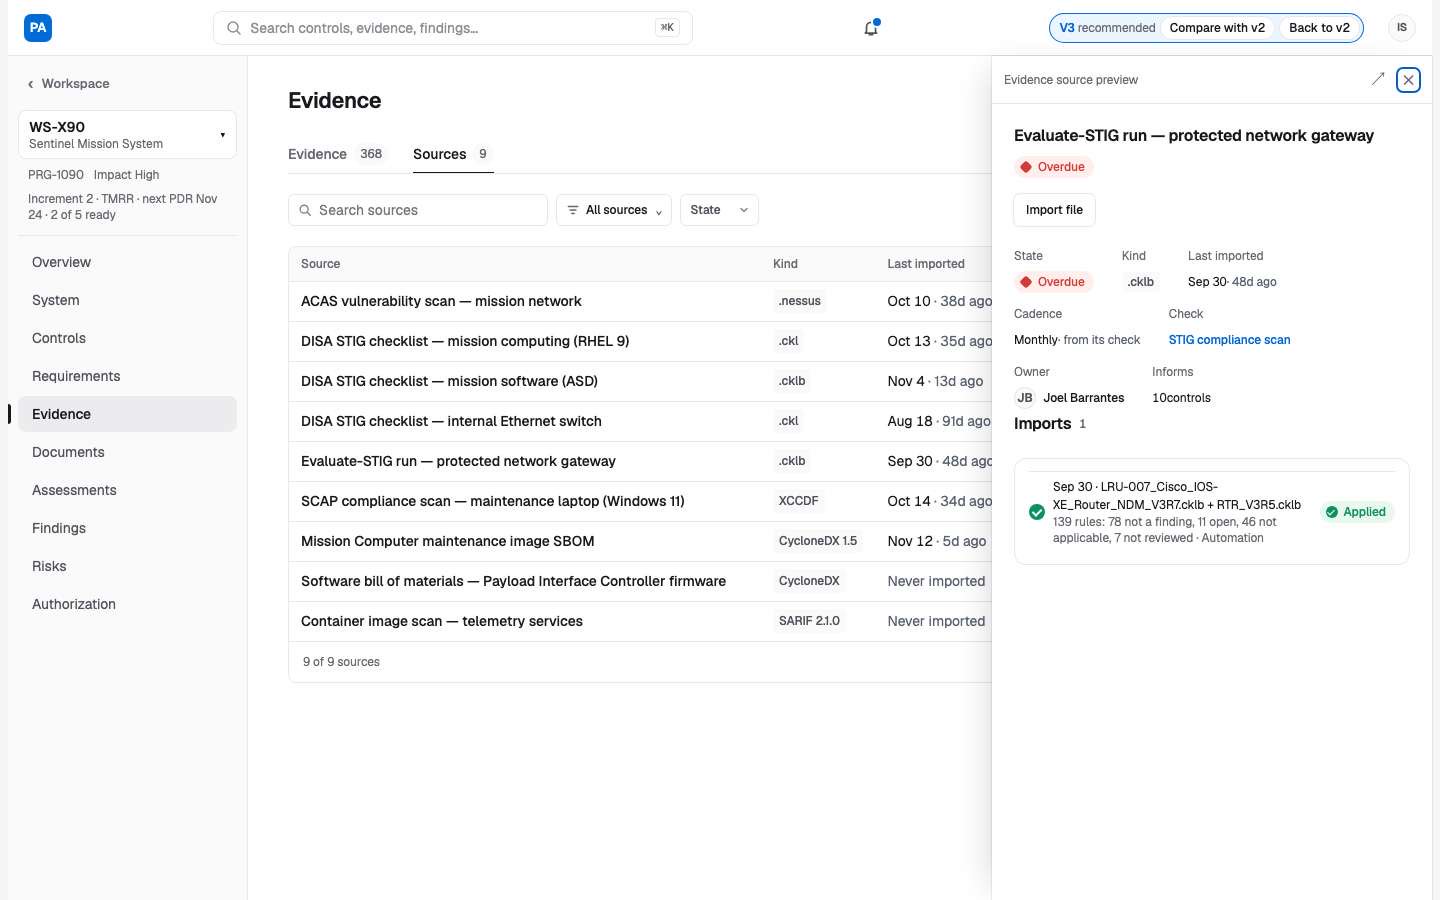 PA
Search controls, evidence, findings...
⌘K
V3 recommended
Compare with v2
Back to v2
IS
‹ Workspace
WS-X90
Sentinel Mission System
PRG-1090 Impact High
Increment 2 · TMRR · next PDR Nov
24 · 2 of 5 ready
Overview
System
Controls
Requirements
Evidence
Documents
Assessments
Findings
Risks
Authorization
Evidence
Evidence 368
Sources 9
Search sources
All sources
State
Source Kind Last imported
ACAS vulnerability scan — mission network .nessus Oct 10 · 38d ago
DISA STIG checklist — mission computing (RHEL 9) .ckl Oct 13 · 35d ago
DISA STIG checklist — mission software (ASD) .cklb Nov 4 · 13d ago
DISA STIG checklist — internal Ethernet switch .ckl Aug 18 · 91d ago
Evaluate-STIG run — protected network gateway .cklb Sep 30 · 48d ago
SCAP compliance scan — maintenance laptop (Windows 11) XCCDF Oct 14 · 34d ago
Mission Computer maintenance image SBOM CycloneDX 1.5 Nov 12 · 5d ago
Software bill of materials — Payload Interface Controller firmware CycloneDX Never imported
Container image scan — telemetry services SARIF 2.1.0 Never imported
9 of 9 sources
Evidence source preview
Evaluate-STIG run — protected network gateway
Overdue
Import file
State Kind Last imported
Overdue .cklb Sep 30· 48d ago
Cadence Check
Monthly· from its check STIG compliance scan
Owner Informs
JB Joel Barrantes 10controls
Imports 1
Sep 30 · LRU-007_Cisco_IOS-
XE_Router_NDM_V3R7.cklb + RTR_V3R5.cklb
139 rules: 78 not a finding, 11 open, 46 not
applicable, 7 not reviewed · Automation
Applied